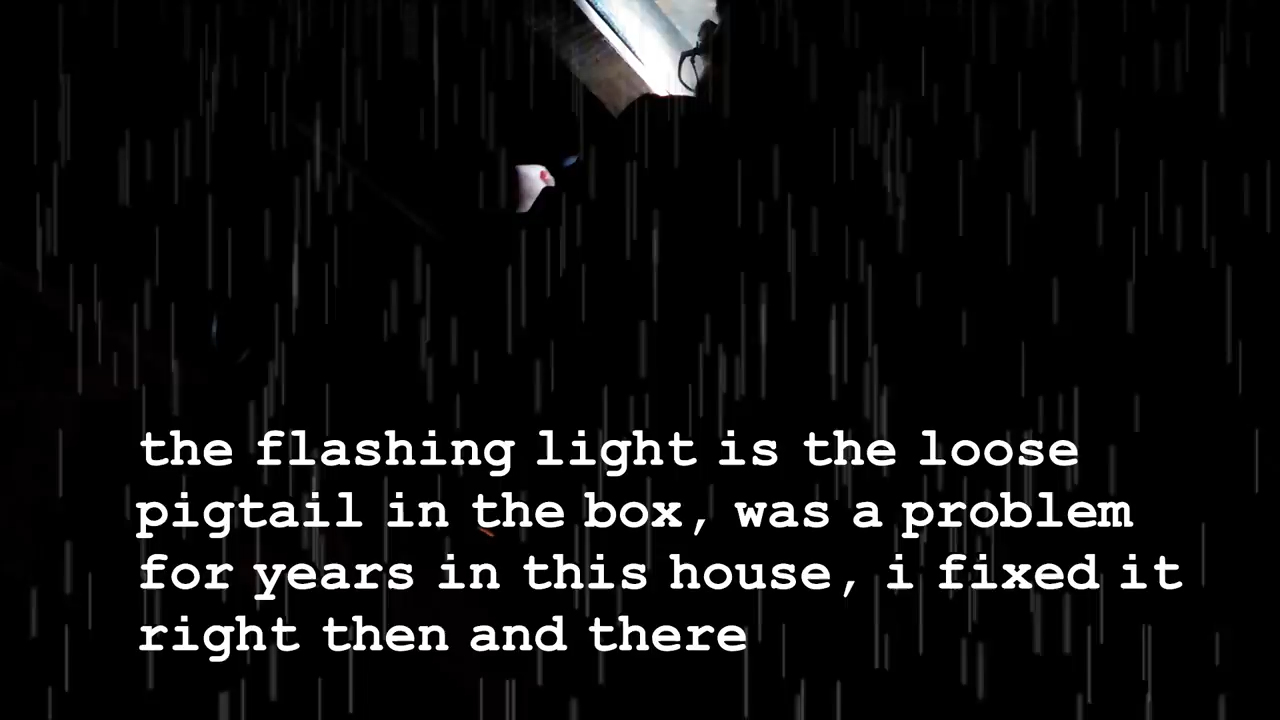 the flashing light is the loose
pigtail in the box, was a problem
for years in this house, i fixed it
right then and there